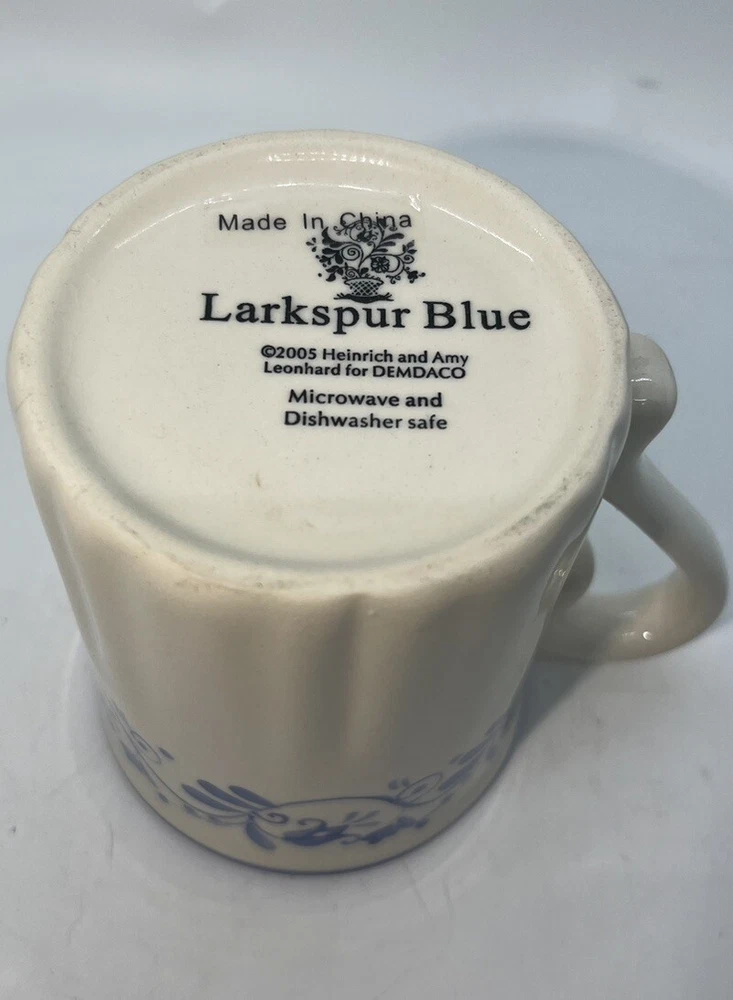 Made In China
Larkspur Blue
©2005 Heinrich and Amy
Leonhard for DEMDACO
Microwave and
Dishwasher safe